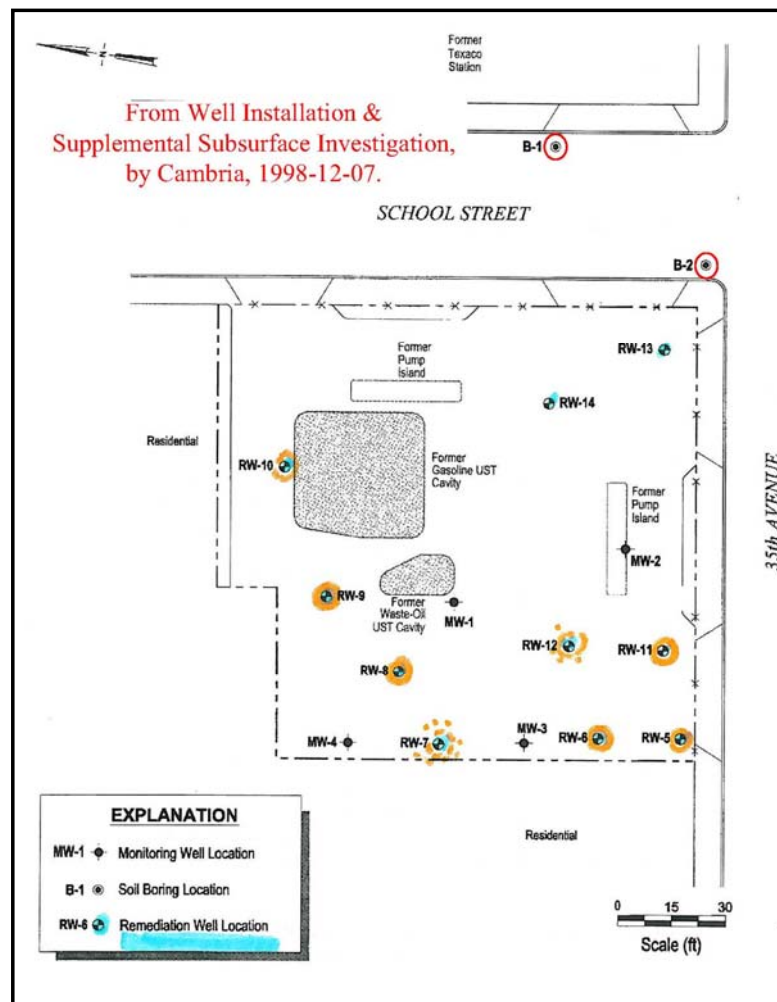 N
Former
Texaco
Station
From Well Installation &
Supplemental Subsurface Investigation,
by Cambria, 1998-12-07.
B-1
SCHOOL STREET
B-2
RW-13
Former
Pump
Island
RW-14
Residential
RW-10
Former
Gasoline UST
Cavity
Former
Pump
Island
35th AVENUE
MW-2
RW-9
Former
Waste-Oil
UST Cavity
MW-1
RW-12
RW-11
RW-8
MW-4
RW-7
MW-3
RW-6
RW-5
EXPLANATION
MW-1 Monitoring Well Location
B-1 Soil Boring Location
RW-6 Remediation Well Location
Residential
0 15 30
Scale (ft)